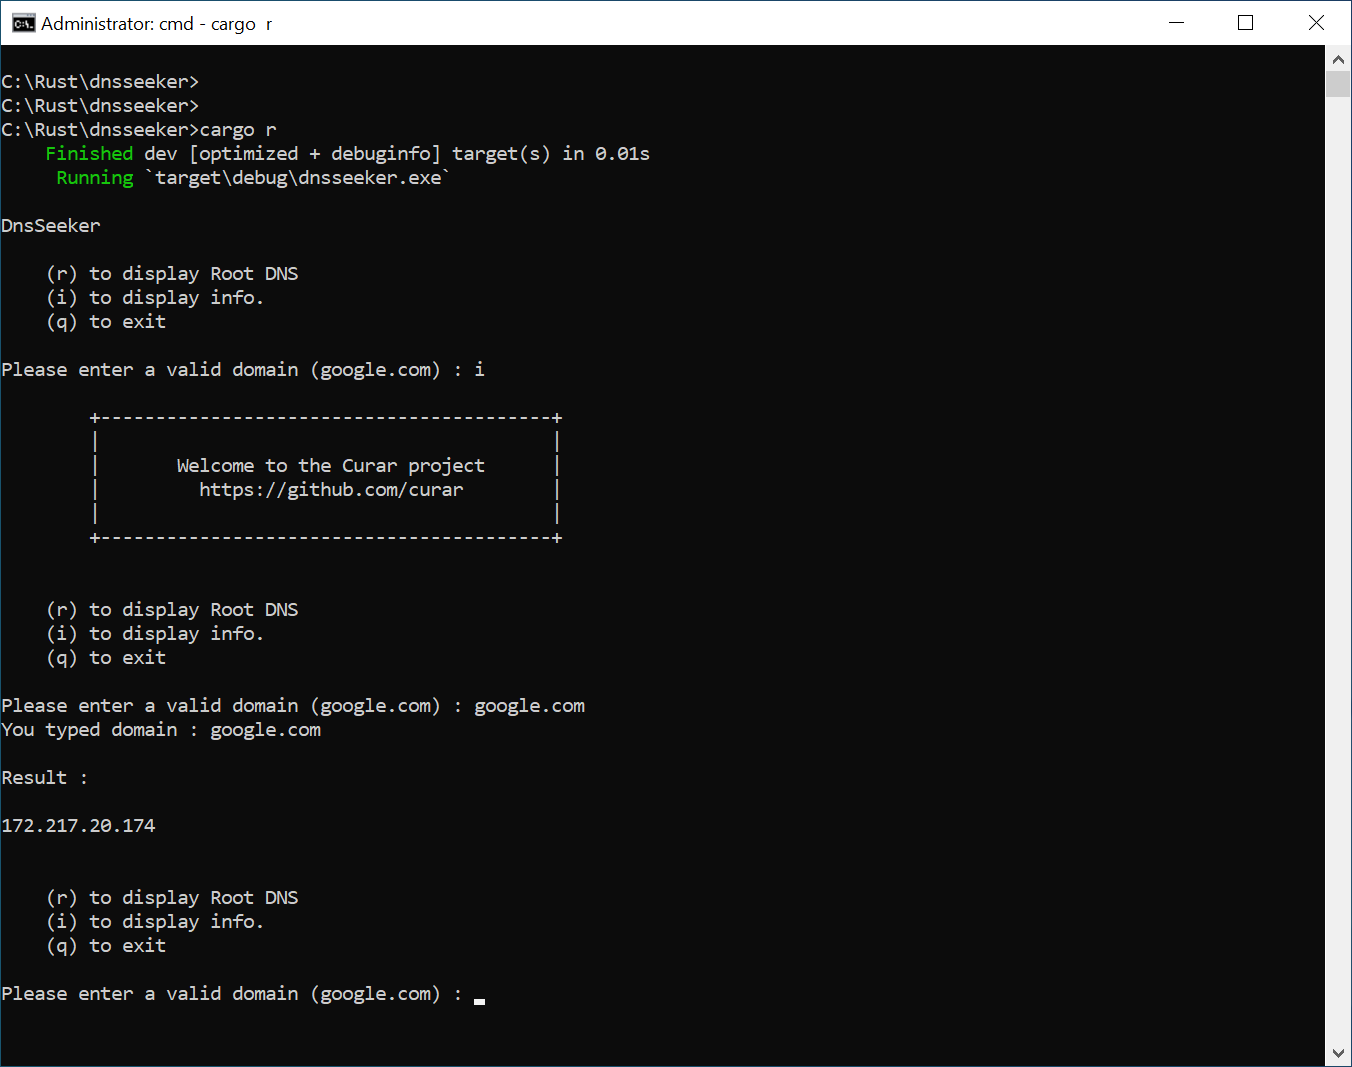 Administrator: cmd - cargo  r
C:\Rust\dnsseeker>
C:\Rust\dnsseeker>
C:\Rust\dnsseeker>cargo r
    Finished dev [optimized + debuginfo] target(s) in 0.01s
     Running `target\debug\dnsseeker.exe`
DnsSeeker
    (r) to display Root DNS
    (i) to display info.
    (q) to exit
Please enter a valid domain (google.com) : i
        +-----------------------------------------+
        |                                         |
        |       Welcome to the Curar project      |
        |         https://github.com/curar        |
        |                                         |
        +-----------------------------------------+
    (r) to display Root DNS
    (i) to display info.
    (q) to exit
Please enter a valid domain (google.com) : google.com
You typed domain : google.com
Result :
172.217.20.174
    (r) to display Root DNS
    (i) to display info.
    (q) to exit
Please enter a valid domain (google.com) :